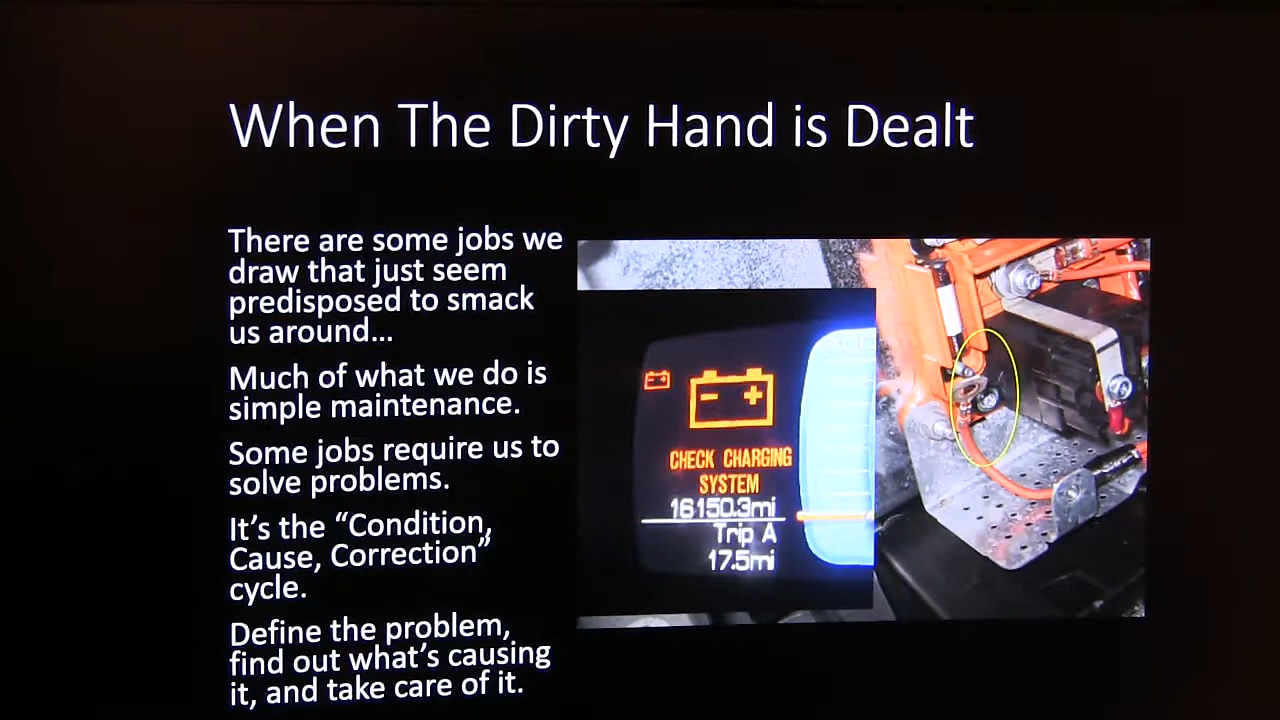 When The Dirty Hand is Dealt
There are some jobs we
draw that just seem
predisposed to smack
us around...
Much of what we do is
simple maintenance.
Some jobs require us to
solve problems.
It's the “Condition,
Cause, Correction”
cycle.
Define the problem,
find out what's causing
it, and take care of it.
CHECK CHARGING
SYSTEM
16150.3mi
Trip A
17.5mi